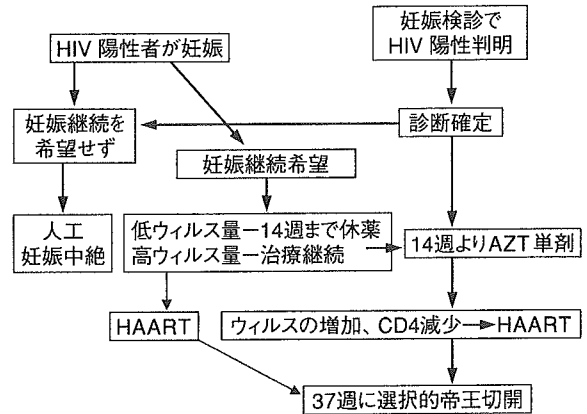 HIV 陽性者が妊娠
妊娠検診で
HIV 陽性判明
妊娠継続を
希望せず
診断確定
妊娠継続希望
人工
妊娠中絶
低ウィルス量ー14週まで休薬
高ウィルス量ー治療継続
14週よりAZT 単剤
HAART
ウィルスの増加、CD4減少→HAART
37週に選択的帝王切開